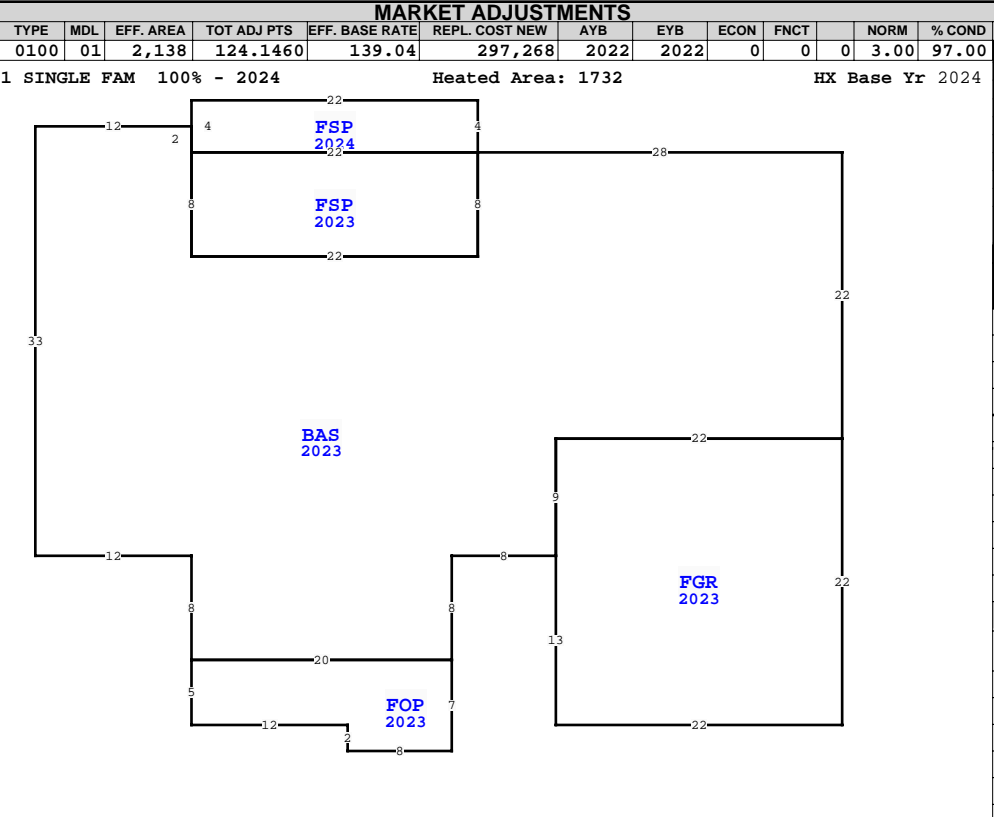 MARKET ADJUSTMENTS
TYPE MDL EFF. AREA TOT ADJ PTS EFF. BASE RATE REPL. COST NEW AYB EYB ECON FNCT NORM % COND
0100 01 2,138 124.1460 139.04 297,268 2022 2022 0 0 0 3.00 97.00
1 SINGLE FAM 100% - 2024 Heated Area: 1732 HX Base Yr 2024
22
12 4 FSP 4
2 2024
22 28
8 FSP 8
2023
22
22
33
BAS
2023
22
9
12 8
8 8 FGR 22
2023
13
20
5 FOP 7
2023
12 22
2
8